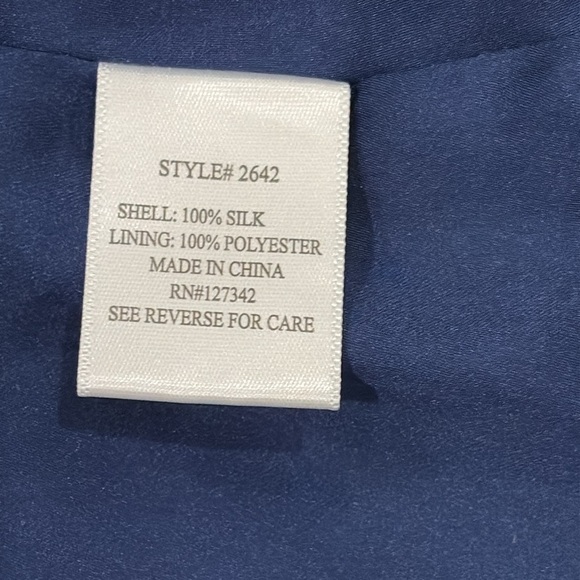 STYLE# 2642
SHELL: 100% SILK
LINING: 100% POLYESTER
MADE IN CHINA
RN#127342
SEE REVERSE FOR CARE